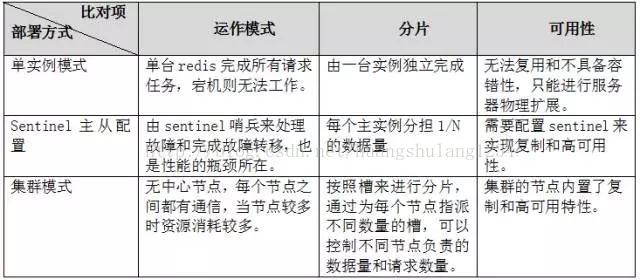 比对项
部署方式
运作模式
分片
可用性
单实例模式
单台 redis 完成所有请求
任务，宕机则无法工作。
由一台实例独立完成
无法复用和不具备容
错性，只能进行服务
器物理扩展。
Sentinel 主从配
置
由 sentinel 哨兵来处理
故障和完成故障转移，也
是性能的瓶颈所在。
每个主实例分担 1/N
的数据量
需要配置 sentinel 来
实现复制和高可用
性。
集群模式
无中心节点，每个节点之
间都有通信，当节点较多
时资源消耗较多。
按照槽来进行分片，
通过为每个节点指派
不同数量的槽，可以
控制不同节点负责的
数据量和请求数量。
集群的节点内置了复
制和高可用特性。